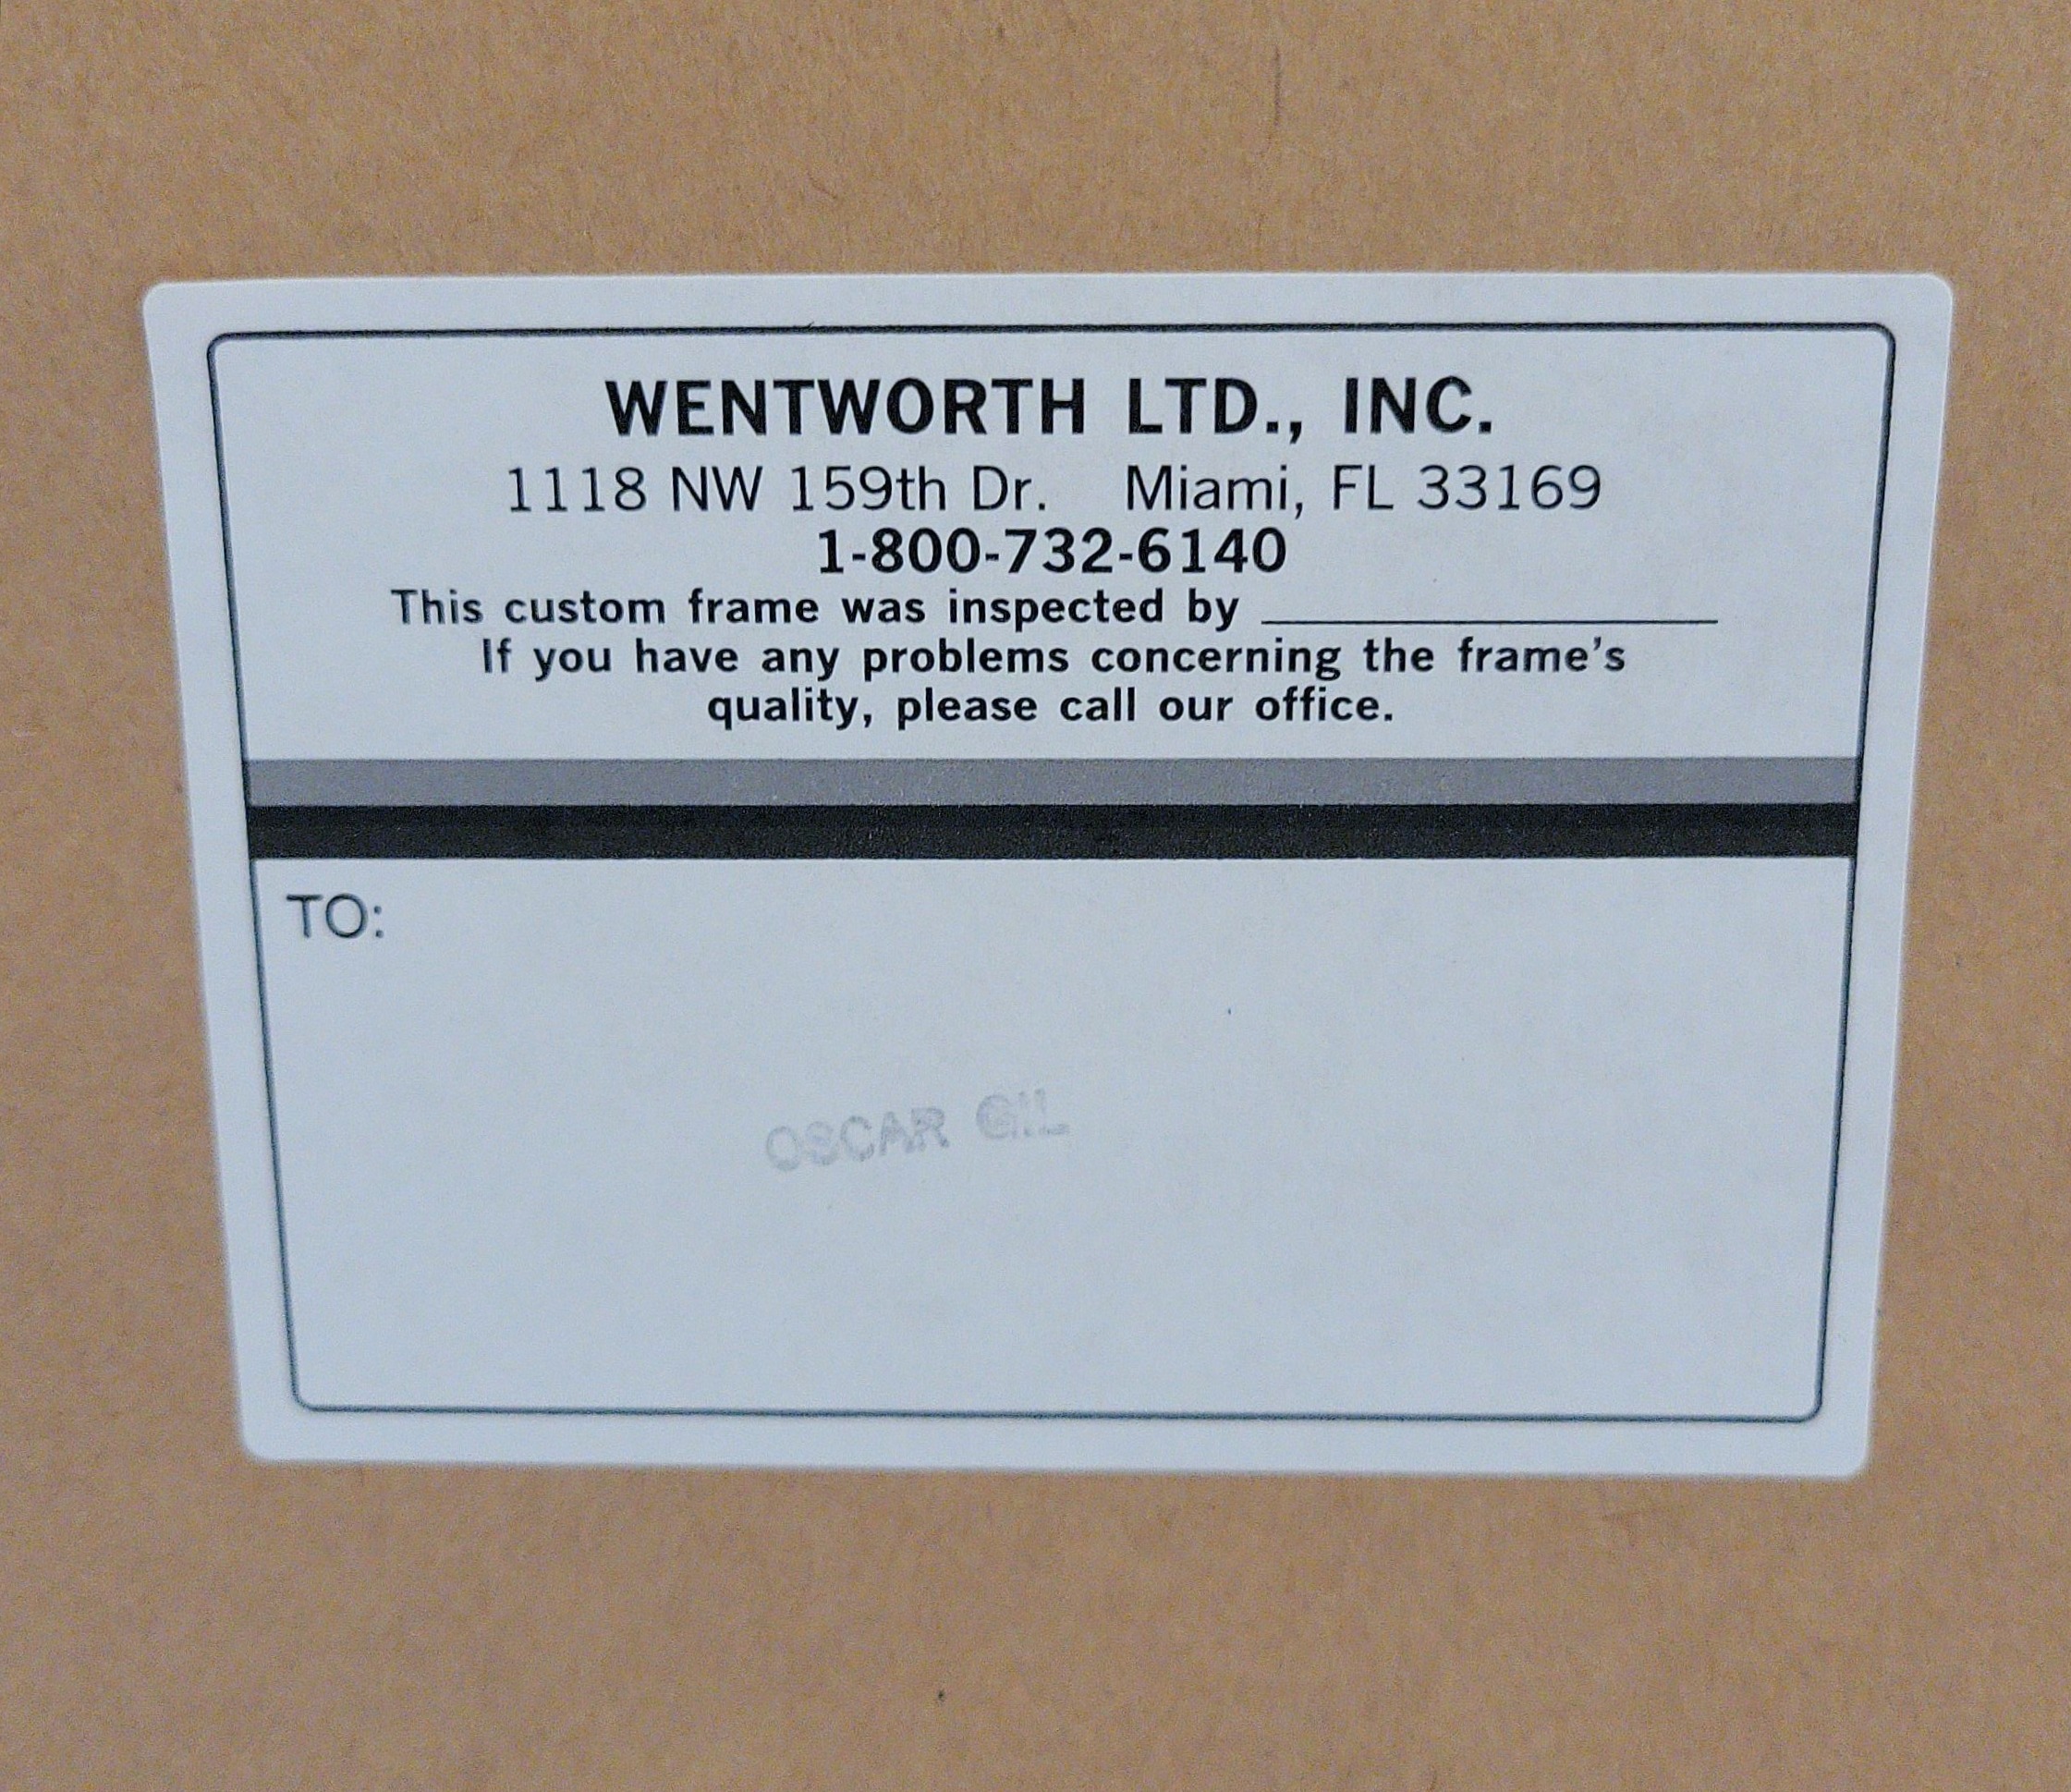 WENTWORTH LTD., INC.
1118 NW 159th Dr. Miami, FL 33169
1-800-732-6140
This custom frame was inspected by
If you have any problems concerning the frame's
quality, please call our office.
TO:
OSCAR GIL